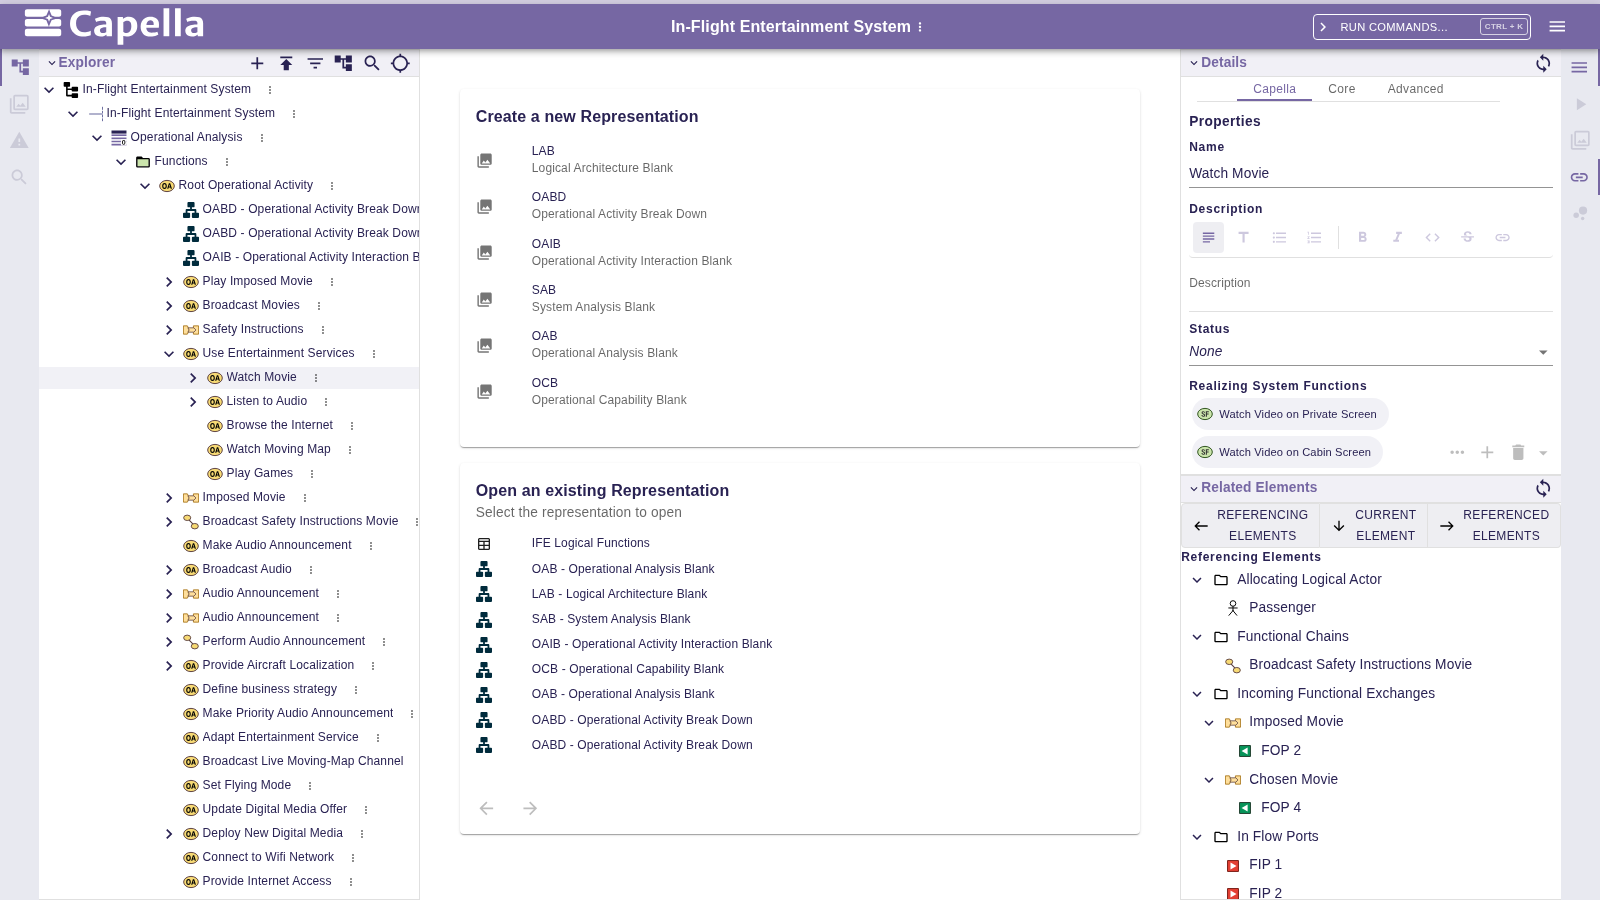 Capella
In-Flight Entertainment System
RUN COMMANDS...
CTRL + K
Explorer
In-Flight Entertainment System
In-Flight Entertainment System
Operational Analysis
Functions
Root Operational Activity
OABD - Operational Activity Break Down
OABD - Operational Activity Break Down
OAIB - Operational Activity Interaction B
Play Imposed Movie
Broadcast Movies
Safety Instructions
Use Entertainment Services
Watch Movie
Listen to Audio
Browse the Internet
Watch Moving Map
Play Games
Imposed Movie
Broadcast Safety Instructions Movie
Make Audio Announcement
Broadcast Audio
Audio Announcement
Audio Announcement
Perform Audio Announcement
Provide Aircraft Localization
Define business strategy
Make Priority Audio Announcement
Adapt Entertainment Service
Broadcast Live Moving-Map Channel
Set Flying Mode
Update Digital Media Offer
Deploy New Digital Media
Connect to Wifi Network
Provide Internet Access
Create a new Representation
LAB
Logical Architecture Blank
OABD
Operational Activity Break Down
OAIB
Operational Activity Interaction Blank
SAB
System Analysis Blank
OAB
Operational Analysis Blank
OCB
Operational Capability Blank
Open an existing Representation
Select the representation to open
IFE Logical Functions
OAB - Operational Analysis Blank
LAB - Logical Architecture Blank
SAB - System Analysis Blank
OAIB - Operational Activity Interaction Blank
OCB - Operational Capability Blank
OAB - Operational Analysis Blank
OABD - Operational Activity Break Down
OABD - Operational Activity Break Down
Details
Capella Core Advanced
Properties
Name
Watch Movie
Description
Description
Status
None
Realizing System Functions
SF Watch Video on Private Screen
SF Watch Video on Cabin Screen
Related Elements
REFERENCING ELEMENTS
CURRENT ELEMENT
REFERENCED ELEMENTS
Referencing Elements
Allocating Logical Actor
Passenger
Functional Chains
Broadcast Safety Instructions Movie
Incoming Functional Exchanges
Imposed Movie
FOP 2
Chosen Movie
FOP 4
In Flow Ports
FIP 1
FIP 2